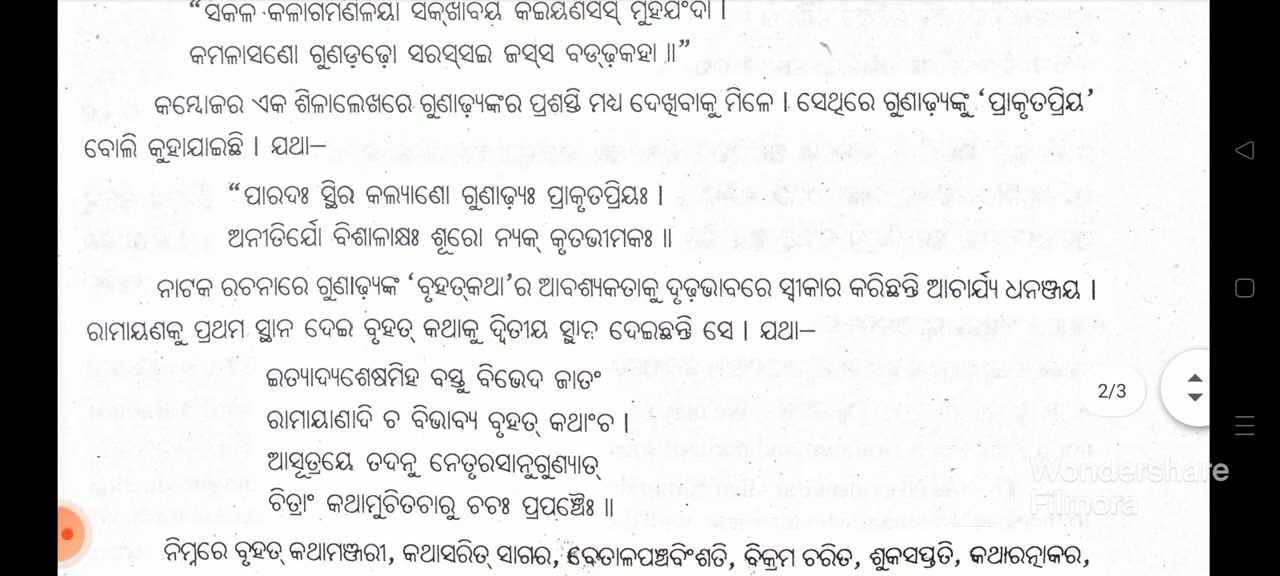 “ସକଳ କଳାଗମଣିଳୟା ସିକ୍ଖାବିୟ କଇୟଣସିସ୍ ମୁହୟଂଦା ।
କମଳାସଣୋ ଗୁଣଡ଼ଢ଼ୋ ସରସ୍ସଇ ଜସ୍ସ ବଡ୍ଢ଼କହା ॥”
କମ୍ଭୋଜର ଏକ ଶିଳାଲେଖରେ ଗୁଣାଢ଼୍ୟଙ୍କର ପ୍ରଶସ୍ତି ମଧ୍ୟ ଦେଖିବାକୁ ମିଳେ । ସେଥିରେ ଗୁଣାଢ଼୍ୟଙ୍କୁ ‘ପ୍ରାକୃତପ୍ରିୟ’
ବୋଲି କୁହାଯାଇଛି । ଯଥା–
“ପାରଦଃ ସ୍ଥିର କଲ୍ୟାଣୋ ଗୁଣାଢ଼୍ୟଃ ପ୍ରାକୃତପ୍ରିୟଃ ।
ଅନୀତିର୍ଯୋ ବିଶାଳାକ୍ଷଃ ଶୂରୋ ନ୍ୟକ୍ କୃତଭୀମକଃ ॥
ନାଟକ ରଚନାରେ ଗୁଣାଢ଼୍ୟଙ୍କ ‘ବୃହତ୍‌କଥା’ର ଆବଶ୍ୟକତାକୁ ଦୃଢ଼ଭାବରେ ସ୍ୱୀକାର କରିଛନ୍ତି ଆଚାର୍ଯ୍ୟ ଧନଞ୍ଜୟ ।
ରାମାୟଣକୁ ପ୍ରଥମ ସ୍ଥାନ ଦେଇ ବୃହତ୍ କଥାକୁ ଦ୍ୱିତୀୟ ସ୍ଥାନ ଦେଇଛନ୍ତି ସେ । ଯଥା–
ଇତ୍ୟାଦ୍ୟଶେଷମିହ ବସ୍ତୁ ବିଭେଦ ଜାତଂ
ରାମାୟାଣାଦି ଚ ବିଭାବ୍ୟ ବୃହତ୍ କଥାଂଚ ।
ଆସୂତ୍ରୟେ ତଦନୁ ନେତୃରସାନୁଗୁଣ୍ୟାତ୍
ଚିତ୍ରାଂ କଥାମୁଚିତଚାରୁ ଚଚଃ ପ୍ରପଞ୍ଚୈଃ ॥
ନିମ୍ନରେ ବୃହତ୍ କଥାମଞ୍ଜରୀ, କଥାସରିତ୍ ସାଗର, ବେତାଳପଞ୍ଚବିଂଶତି, ବିକ୍ରମ ଚରିତ, ଶୁକସପ୍ତତି, କଥାରତ୍ନାକର,
2/3
Wondershare
Filmora